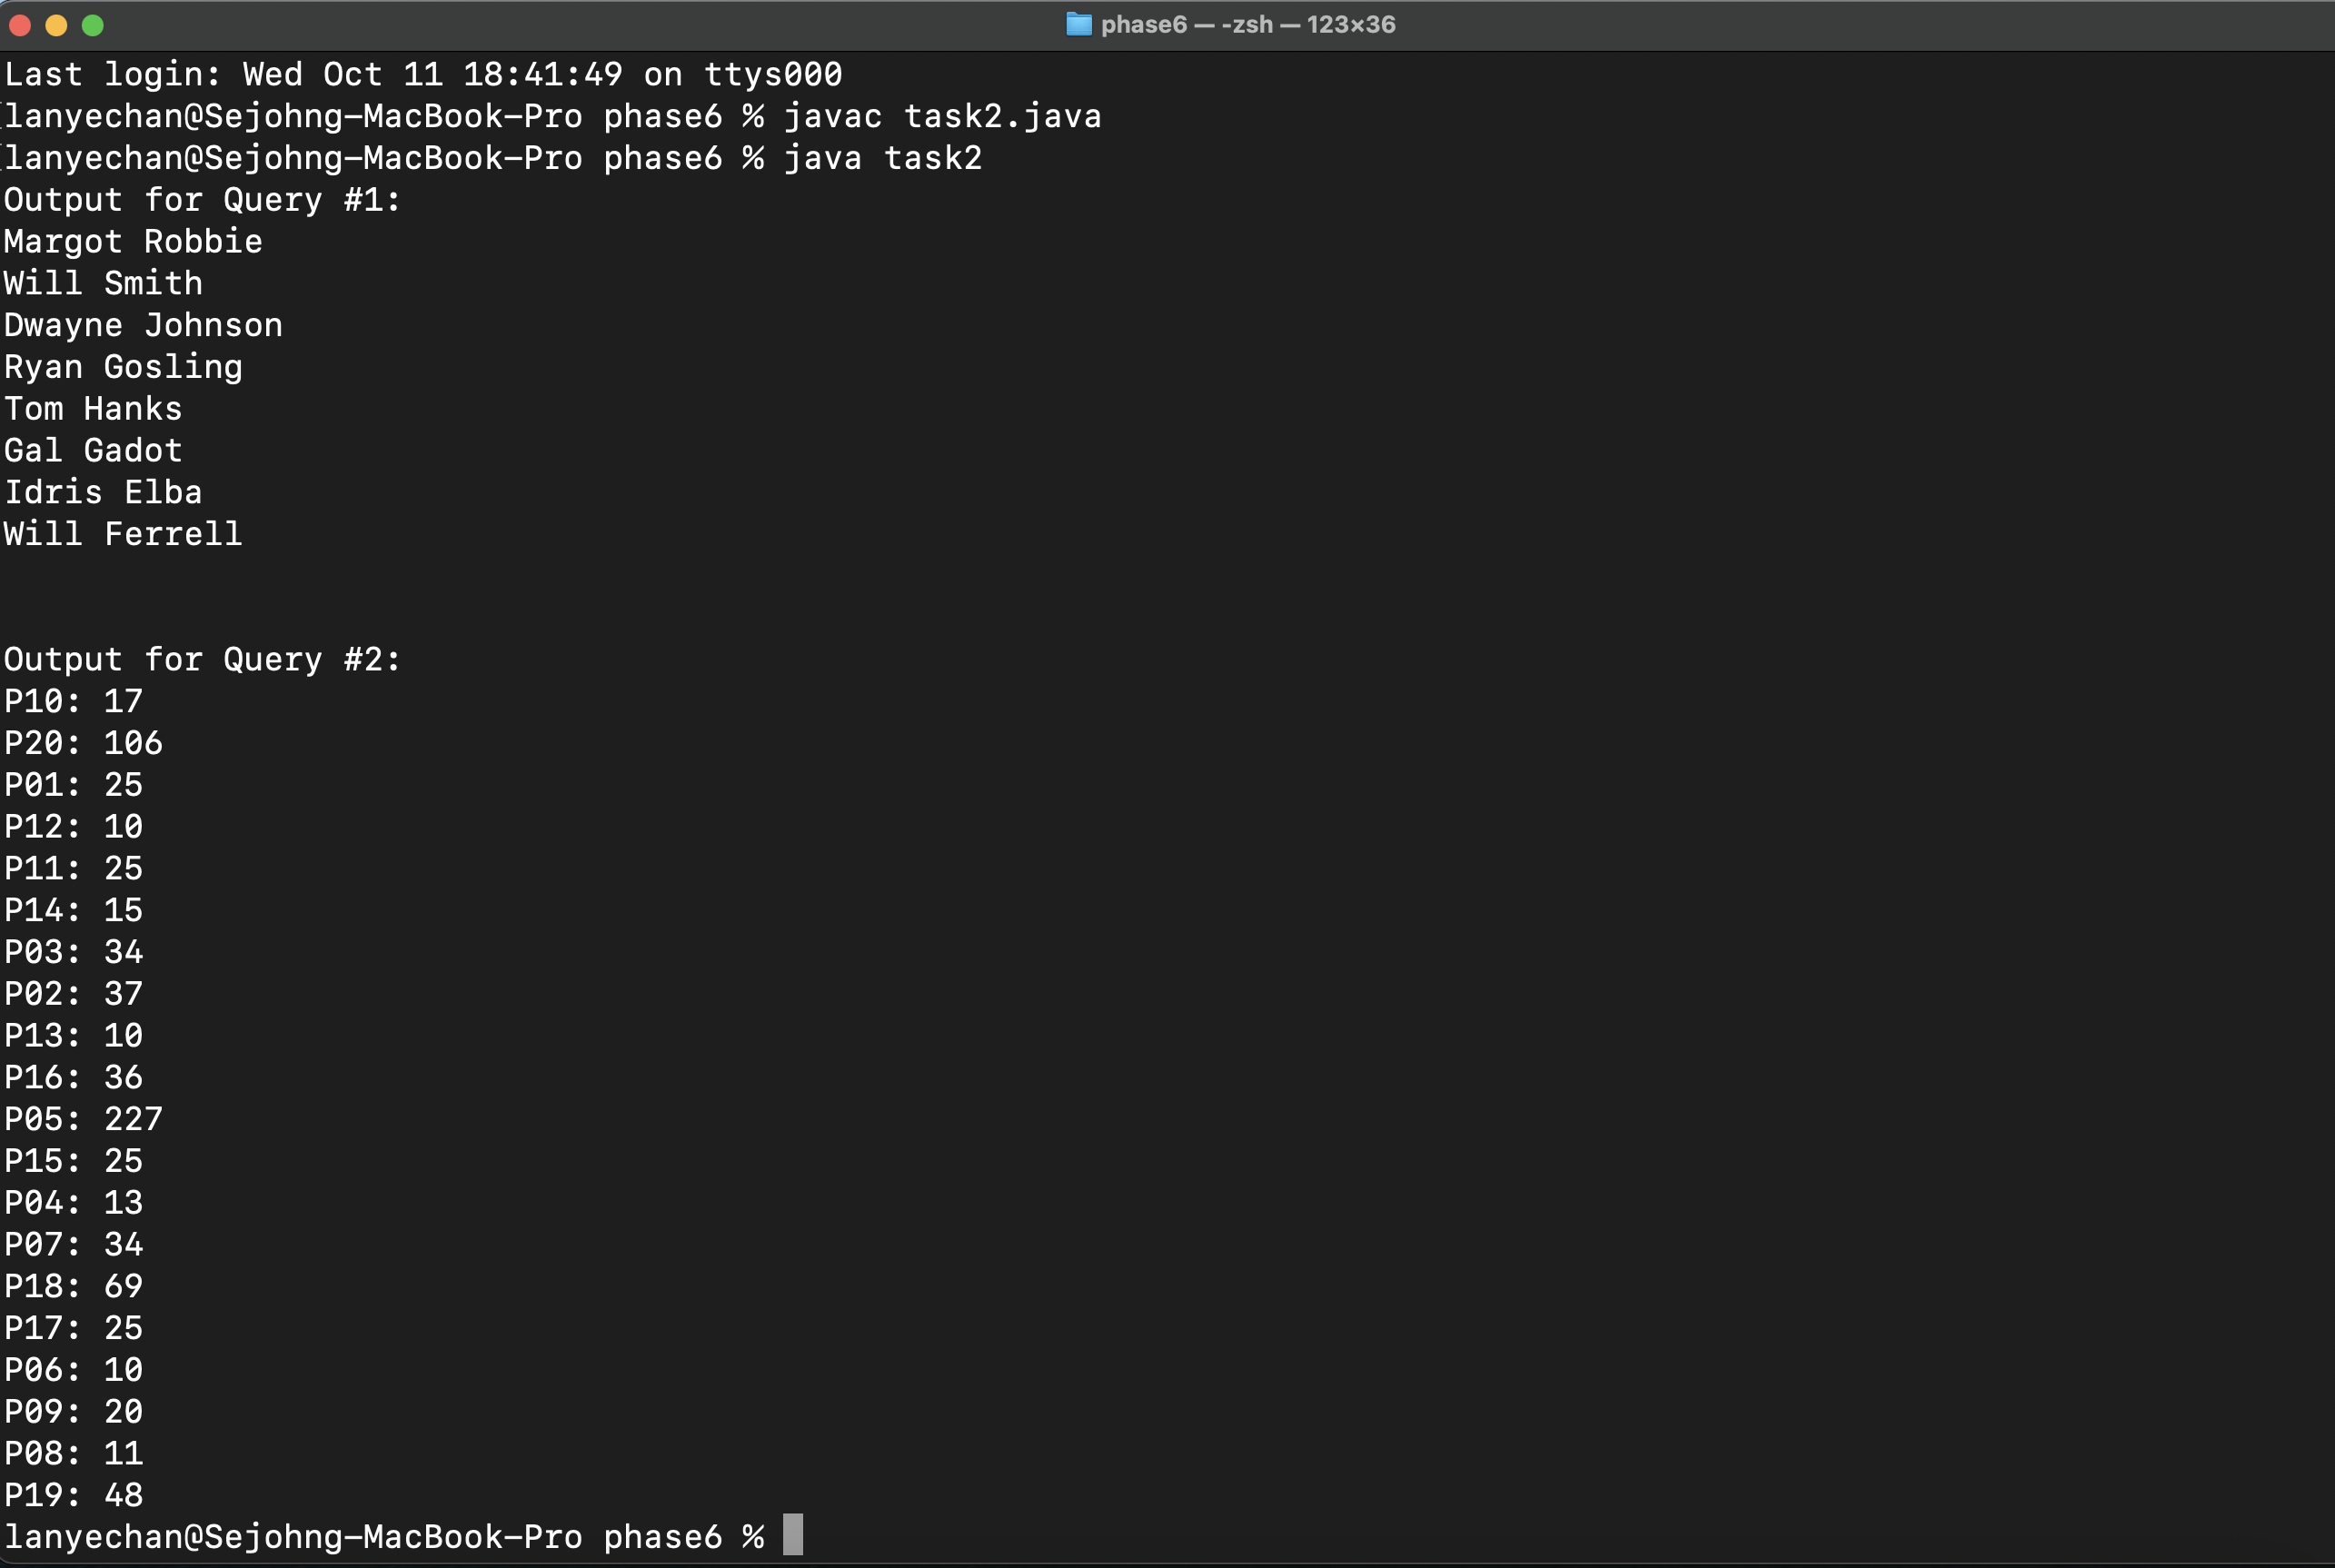 phase6 — -zsh — 123×36
Last login: Wed Oct 11 18:41:49 on ttys000
lanyechan@Sejohng-MacBook-Pro phase6 % javac task2.java
lanyechan@Sejohng-MacBook-Pro phase6 % java task2
Output for Query #1:
Margot Robbie
Will Smith
Dwayne Johnson
Ryan Gosling
Tom Hanks
Gal Gadot
Idris Elba
Will Ferrell
Output for Query #2:
P10: 17
P20: 106
P01: 25
P12: 10
P11: 25
P14: 15
P03: 34
P02: 37
P13: 10
P16: 36
P05: 227
P15: 25
P04: 13
P07: 34
P18: 69
P17: 25
P06: 10
P09: 20
P08: 11
P19: 48
lanyechan@Sejohng-MacBook-Pro phase6 %